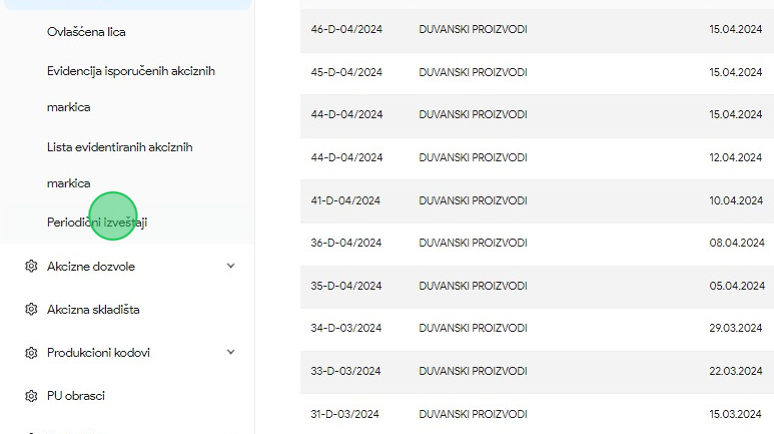 Ovlašćena lica
Evidencija isporučenih akciznih
markica
Lista evidentiranih akciznih
markica
Periodični izveštaji
Akcizne dozvole
Akcizna skladišta
Produkcioni kodovi
PU obrasci
46-D-04/2024 DUVANSKI PROIZVODI 15.04.2024
45-D-04/2024 DUVANSKI PROIZVODI 15.04.2024
44-D-04/2024 DUVANSKI PROIZVODI 15.04.2024
44-D-04/2024 DUVANSKI PROIZVODI 12.04.2024
41-D-04/2024 DUVANSKI PROIZVODI 10.04.2024
36-D-04/2024 DUVANSKI PROIZVODI 08.04.2024
35-D-04/2024 DUVANSKI PROIZVODI 05.04.2024
34-D-03/2024 DUVANSKI PROIZVODI 29.03.2024
33-D-03/2024 DUVANSKI PROIZVODI 22.03.2024
31-D-03/2024 DUVANSKI PROIZVODI 15.03.2024